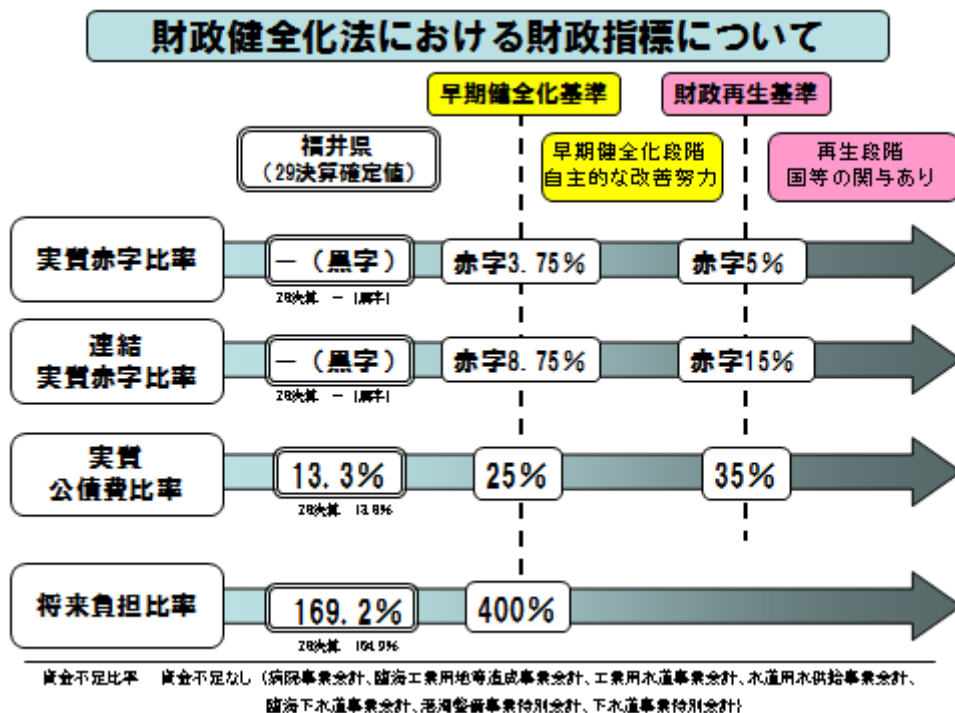 財政健全化法における財政指標について
早期健全化基準
財政再生基準
福井県
（29決算確定値）
早期健全化段階
自主的な改善努力
再生段階
国等の関与あり
実質赤字比率
－（黒字）
赤字3.75％
赤字5％
28決算　－（黒字）
連結
実質赤字比率
－（黒字）
赤字8.75％
赤字15％
28決算　－（黒字）
実質
公債費比率
13.3％
25％
35％
28決算
将来負担比率
169.2％
400％
28決算
資金不足比率　資金不足なし（病院事業会計、臨海工業用地等造成事業会計、工業用水道事業会計、水道用水供給事業会計、
臨海下水道事業会計、港湾整備事業特別会計、下水道事業特別会計）